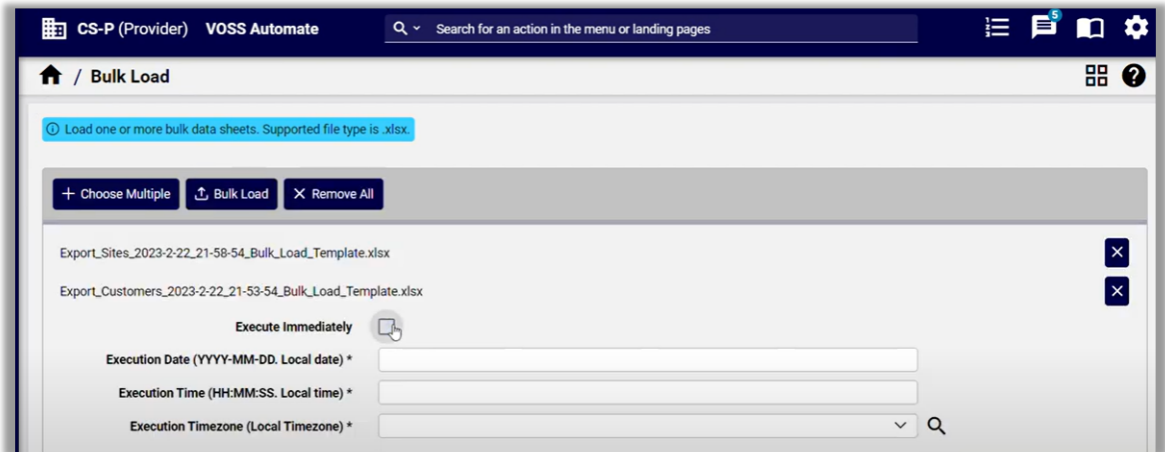 CS-P (Provider) VOSS Automate Search for an action in the menu or landing pages 5
/ Bulk Load
Load one or more bulk data sheets. Supported file type is .xlsx.
Choose Multiple Bulk Load Remove All
Export_Sites_2023-2-22_21-58-54_Bulk_Load_Template.xlsx
Export_Customers_2023-2-22_21-53-54_Bulk_Load_Template.xlsx
Execute Immediately
Execution Date (YYYY-MM-DD. Local date) *
Execution Time (HH:MM:SS. Local time) *
Execution Timezone (Local Timezone) *